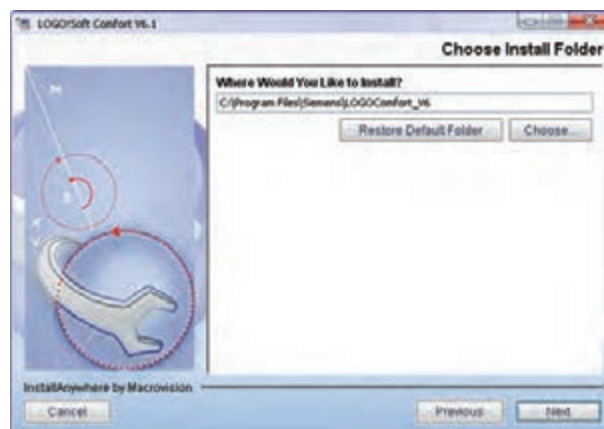 LOGO!Soft Comfort V6.1
Choose Install Folder
Where Would You Like to Install?
C:\Program Files\Siemens\LOGOComfort_V6
Restore Default Folder
Choose...
InstallAnywhere by Macrovision
Cancel
Previous
Next